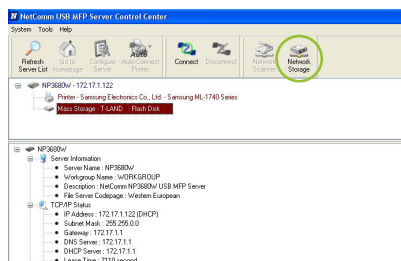 NetComm USB MFP Server Control Center
System Tools Help
Refresh Server List
Go to Homepage
Configure Server
Auto-Connect Printer
Connect
Disconnect
Network Scanner
Network Storage
NP3680W - 172.17.1.122
Printer - Samsung Electronics Co., Ltd. - Samsung ML-1740 Series
Mass Storage - T-LAND - Flash Disk
NP3680W
Server Information
Server Name : NP3680W
Workgroup Name : WORKGROUP
Description : NetComm NP3680W USB MFP Server
File Server Codepage : Western European
TCP/IP Status
IP Address : 172.17.1.122 (DHCP)
Subnet Mask : 255.255.0.0
Gateway : 172.17.1.1
DNS Server : 172.17.1.1
DHCP Server : 172.17.1.1
Lease Time : 7110 second